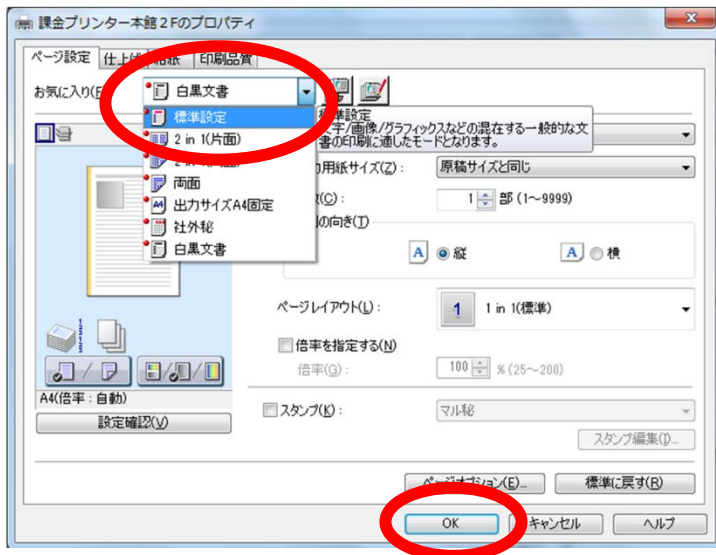 課金プリンター本館2Fのプロパティ
ページ設定 仕上げ 給紙 印刷品質
お気に入り(F 白黒文書
標準設定
標準設定
文字/画像/グラフィックスなどの混在する一般的な文
書の印刷に適したモードとなります。
2 in 1(片面)
2 in 1(両面)
用紙サイズ(Z): 原稿サイズと同じ
両面
(C): 1 部 (1~9999)
出力サイズA4固定
の向き(T)
社外秘
白黒文書
A 縦 A 横
ページレイアウト(L): 1 1 in 1(標準)
倍率を指定する(N)
倍率(G): 100 % (25~200)
A4(倍率:自動)
設定確認(V)
スタンプ(K): マル秘
スタンプ編集(I)...
ページオプション(E)... 標準に戻す(R)
OK キャンセル ヘルプ